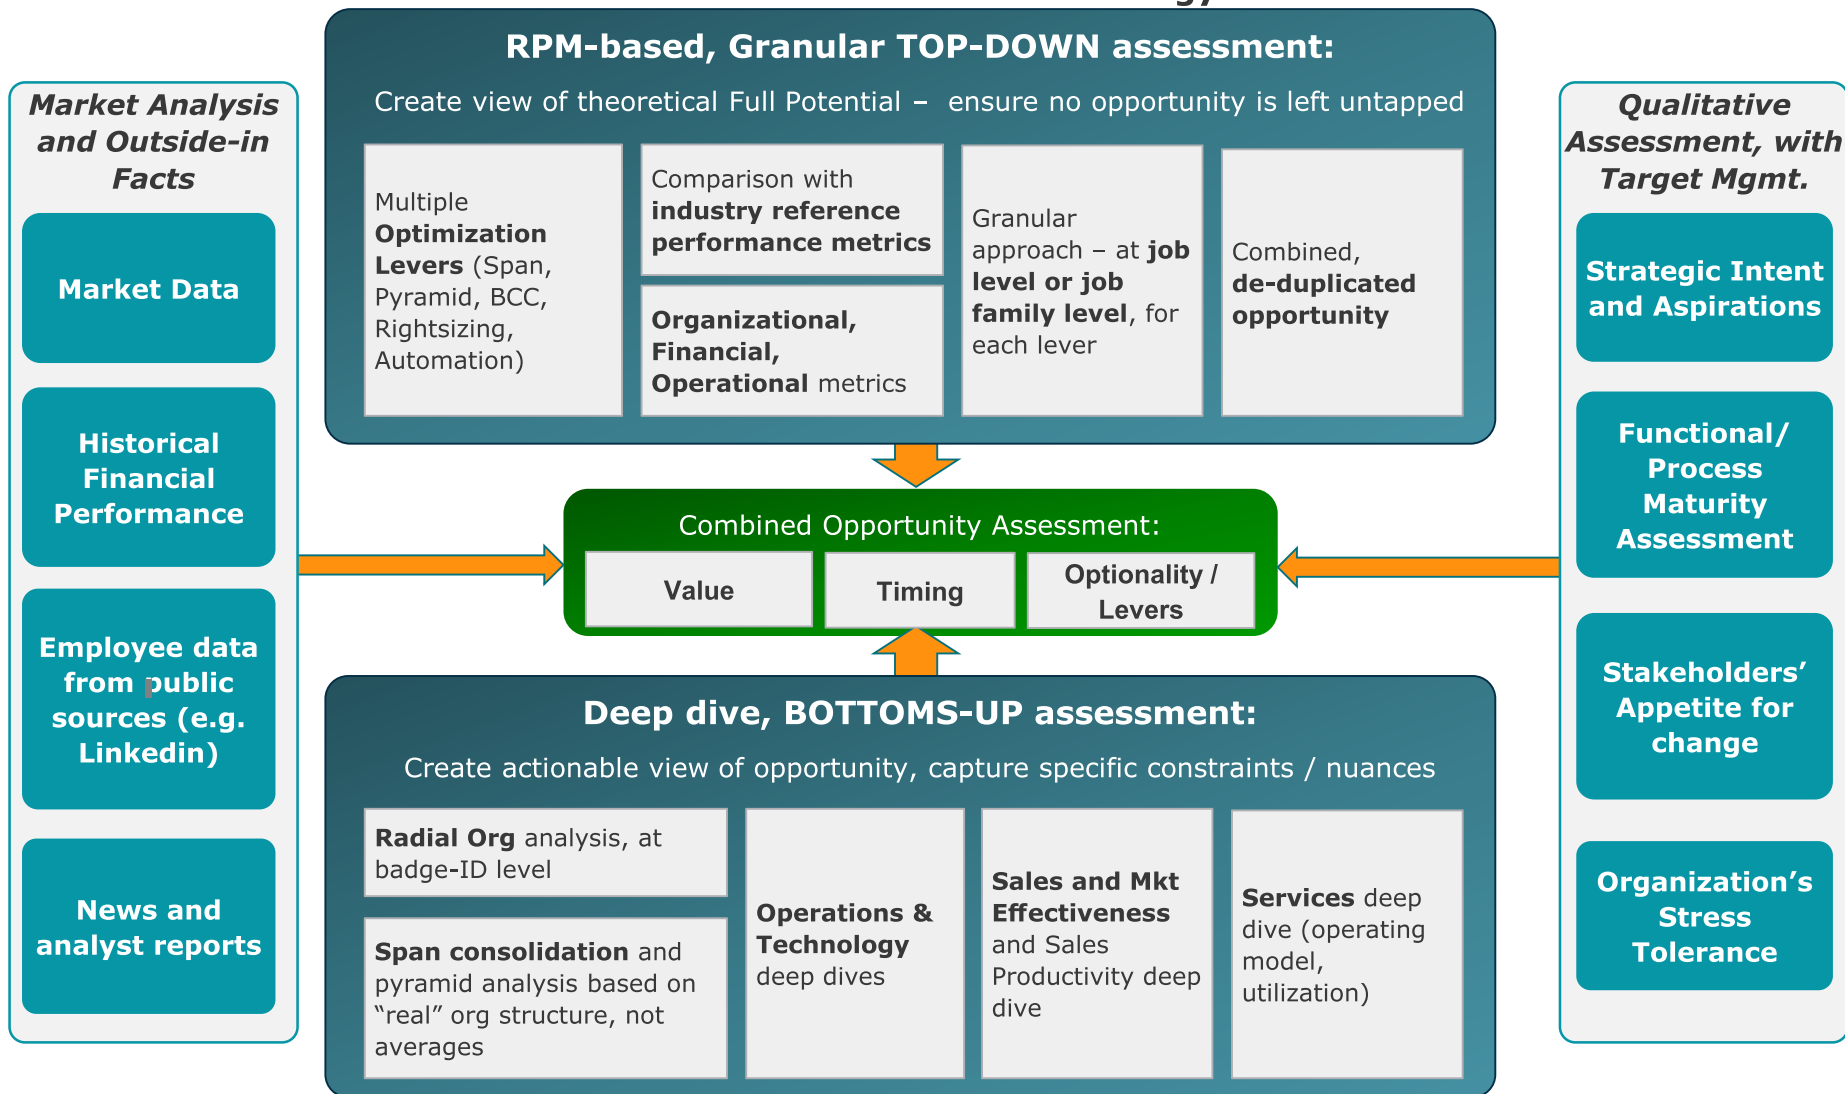 RPM-based, Granular TOP-DOWN assessment:
Create view of theoretical Full Potential – ensure no opportunity is left untapped
Multiple
Optimization
Levers (Span,
Pyramid, BCC,
Rightsizing,
Automation)
Comparison with
industry reference
performance metrics
Organizational,
Financial,
Operational metrics
Granular
approach – at job
level or job
family level, for
each lever
Combined,
de-duplicated
opportunity
Market Analysis
and Outside-in
Facts
Market Data
Historical
Financial
Performance
Employee data
from public
sources (e.g.
Linkedin)
News and
analyst reports
Combined Opportunity Assessment:
Value
Timing
Optionality /
Levers
Qualitative
Assessment, with
Target Mgmt.
Strategic Intent
and Aspirations
Functional/
Process
Maturity
Assessment
Stakeholders’
Appetite for
change
Organization’s
Stress
Tolerance
Deep dive, BOTTOMS-UP assessment:
Create actionable view of opportunity, capture specific constraints / nuances
Radial Org analysis, at
badge-ID level
Span consolidation and
pyramid analysis based on
“real” org structure, not
averages
Operations &
Technology
deep dives
Sales and Mkt
Effectiveness
and Sales
Productivity deep
dive
Services deep
dive (operating
model,
utilization)